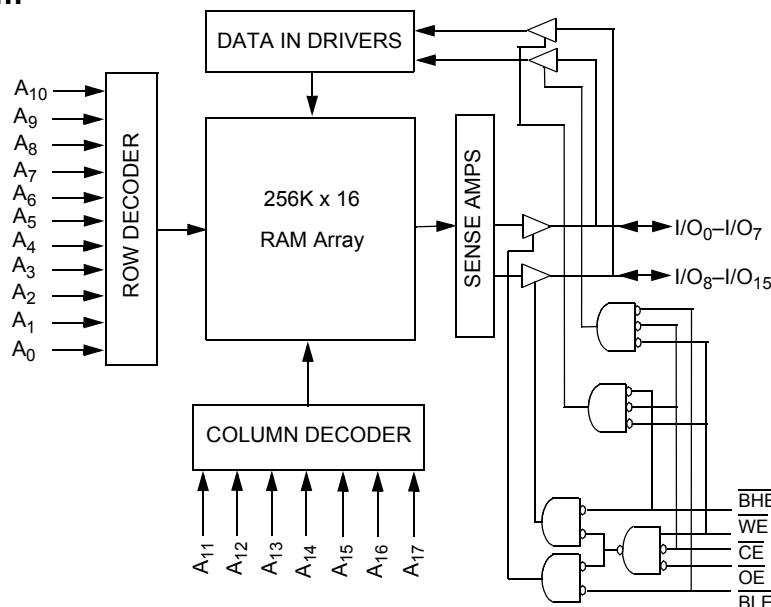 DATA IN DRIVERS
A10
A9
A8
A7
A6
A5
A4
A3
A2
A1
A0
ROW DECODER
256K x 16
RAM Array
SENSE AMPS
I/O0–I/O7
I/O8–I/O15
COLUMN DECODER
A11
A12
A13
A14
A15
A16
A17
BHE
WE
CE
OE
BLE